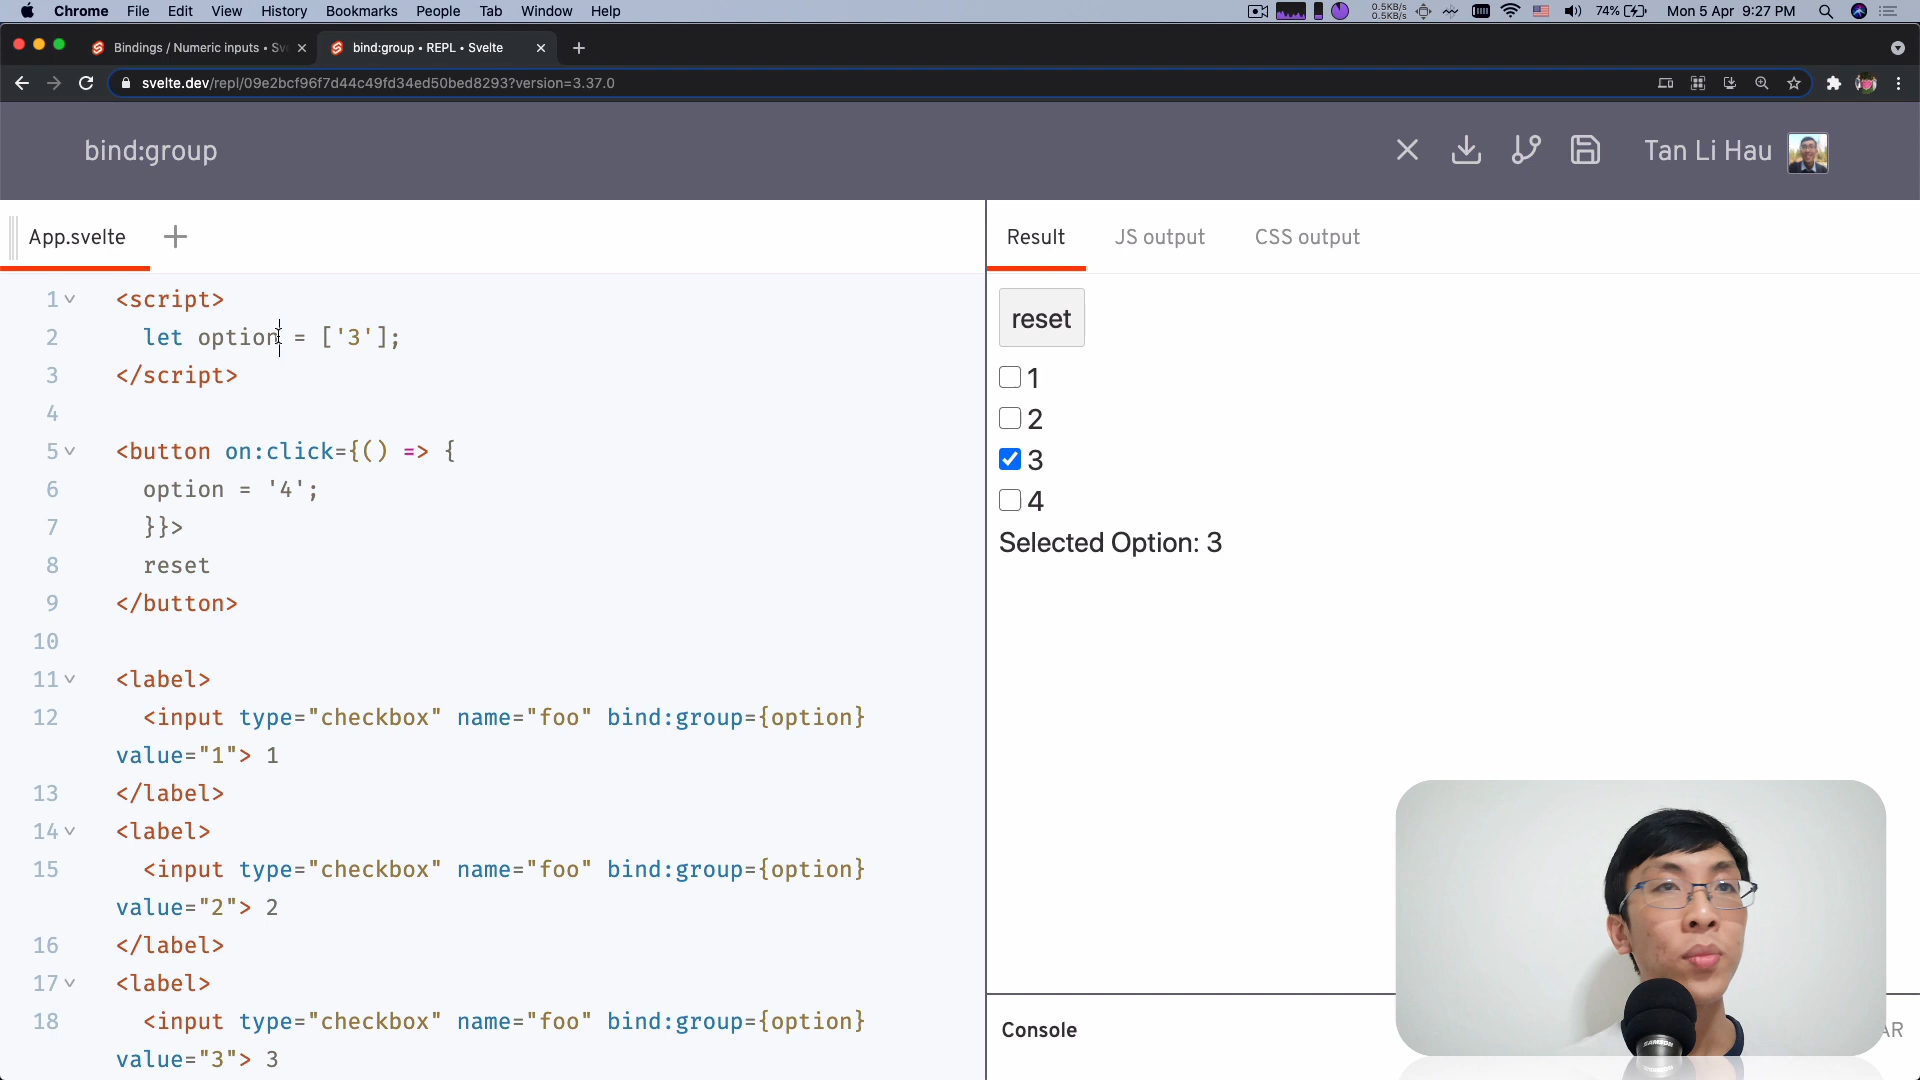 Chrome File Edit View History Bookmarks People Tab Window Help
0.5KB/s
0.5KB/s
74%
Mon 5 Apr 9:27 PM
Bindings / Numeric inputs • Sv
bind:group • REPL • Svelte
svelte.dev/repl/09e2bcf96f7d44c49fd34ed50bed8293?version=3.37.0
bind:group
Tan Li Hau
App.svelte
Result JS output CSS output
1 <script>
2 let option = ['3'];
3 </script>
4
5 <button on:click={() => {
6 option = '4';
7 }}>
8 reset
9 </button>
10
11 <label>
12 <input type="checkbox" name="foo" bind:group={option}
value="1"> 1
13 </label>
14 <label>
15 <input type="checkbox" name="foo" bind:group={option}
value="2"> 2
16 </label>
17 <label>
18 <input type="checkbox" name="foo" bind:group={option}
value="3"> 3
reset
1
2
3
4
Selected Option: 3
Console
AR
SAMSON